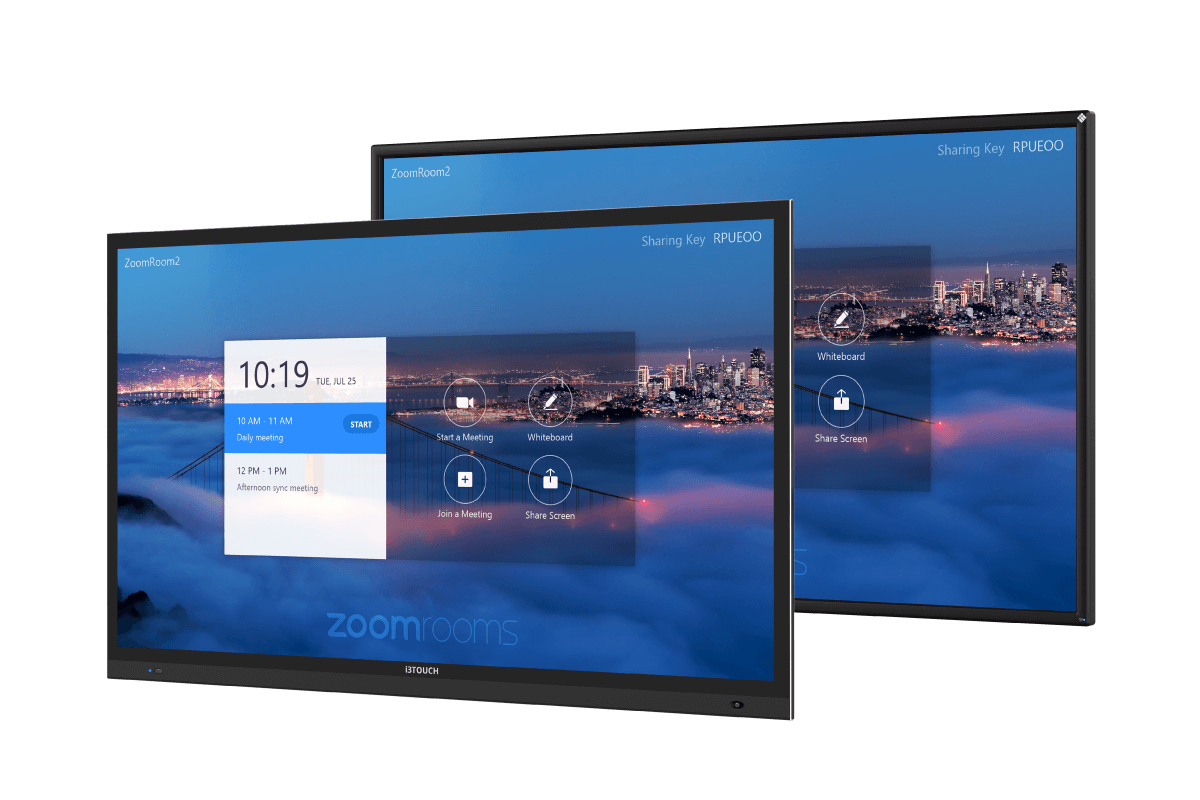 ZoomRoom2
Sharing Key RPUEOO
Whiteboard
Share Screen
s
ZoomRoom2
Sharing Key RPUEOO
10:19 TUE, JUL 25
10 AM - 11 AM
START
Daily meeting
12 PM - 1 PM
Afternoon sync meeting
Start a Meeting
Whiteboard
Join a Meeting
Share Screen
zoomrooms
i3TOUCH